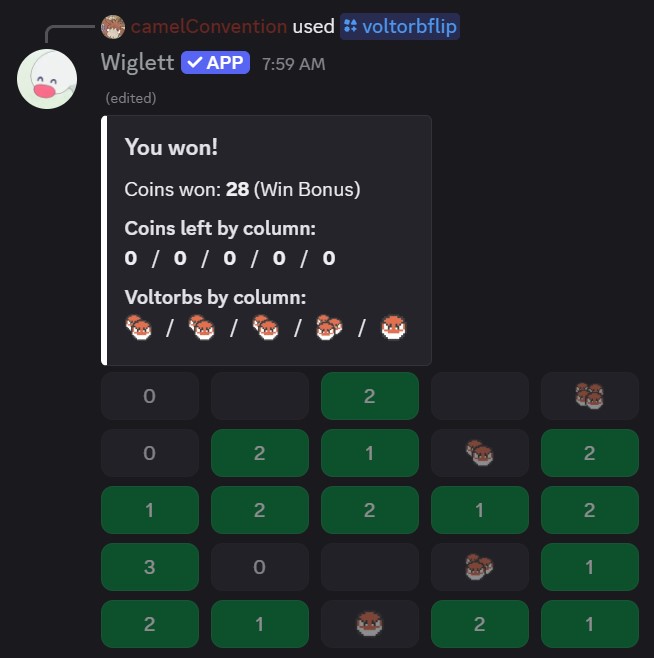 camelConvention used voltorbflip
Wiglett APP 7:59 AM
(edited)
You won!
Coins won: 28 (Win Bonus)
Coins left by column:
0 / 0 / 0 / 0 / 0
Voltorbs by column:
/ / / /
0 2
0 2 1 2
1 2 2 1 2
3 0 1
2 1 2 1